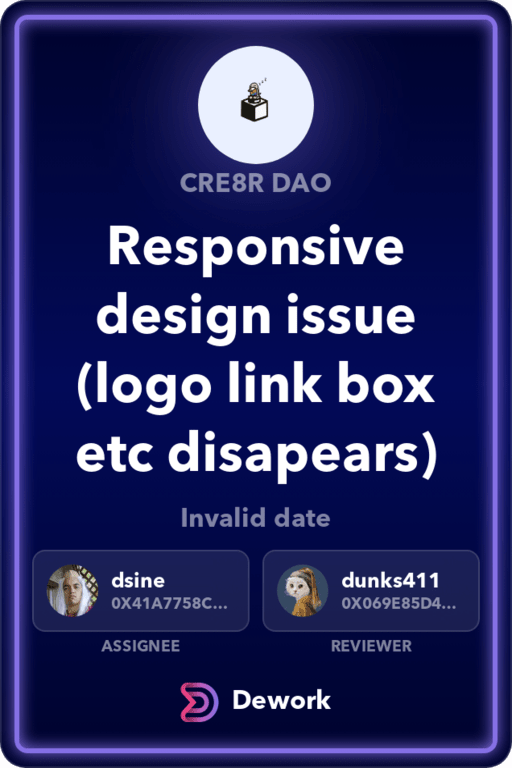 CRE8R DAO
Responsive
design issue
(logo link box
etc disapears)
Invalid date
dsine
0X41A7758C...
dunks411
0X069E85D4...
ASSIGNEE
REVIEWER
Dework